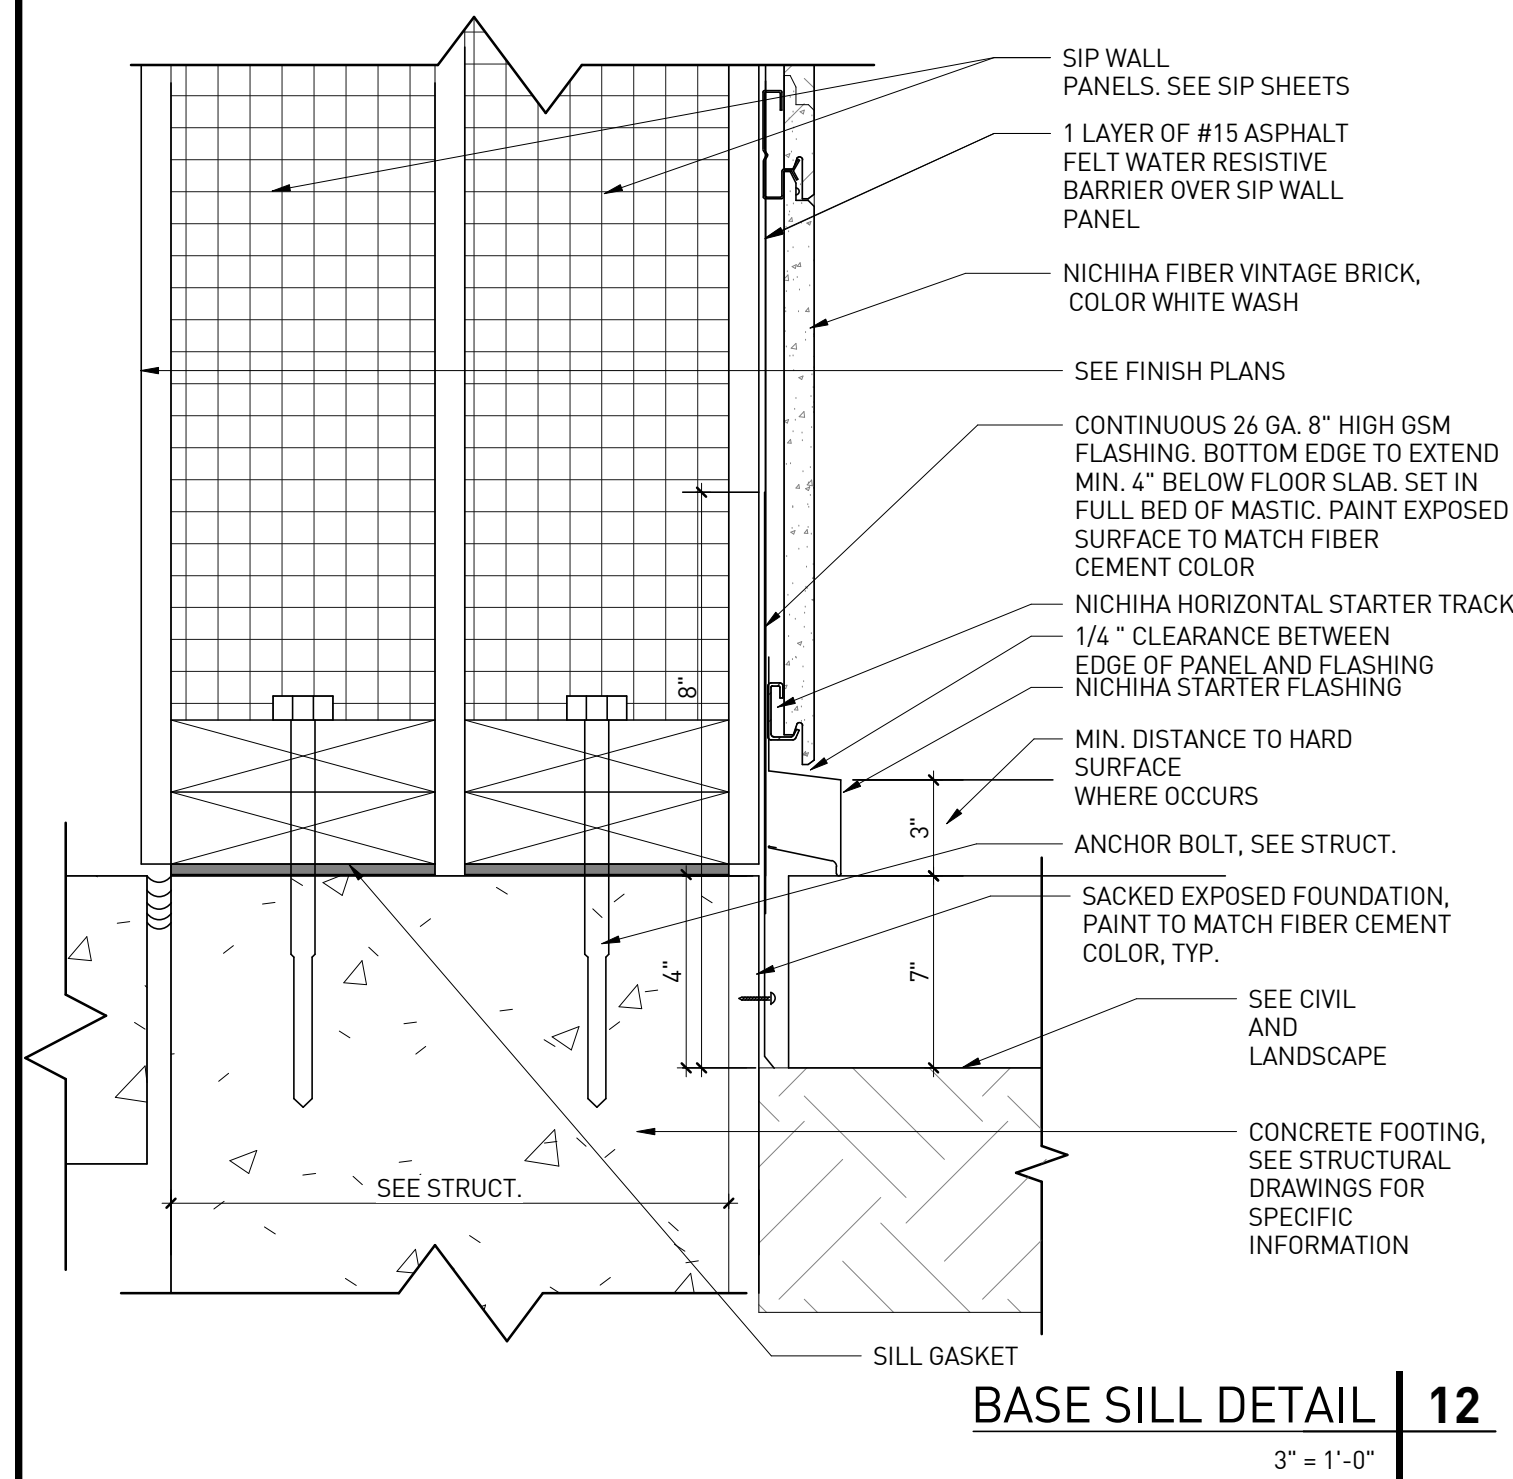 SIP WALL
PANELS. SEE SIP SHEETS
1 LAYER OF #15 ASPHALT
FELT WATER RESISTIVE
BARRIER OVER SIP WALL
PANEL
NICHIHA FIBER VINTAGE BRICK,
COLOR WHITE WASH
SEE FINISH PLANS
CONTINUOUS 26 GA. 8" HIGH GSM
FLASHING. BOTTOM EDGE TO EXTEND
MIN. 4" BELOW FLOOR SLAB. SET IN
FULL BED OF MASTIC. PAINT EXPOSED
SURFACE TO MATCH FIBER
CEMENT COLOR
NICHIHA HORIZONTAL STARTER TRACK
1/4 " CLEARANCE BETWEEN
EDGE OF PANEL AND FLASHING
NICHIHA STARTER FLASHING
MIN. DISTANCE TO HARD
SURFACE
WHERE OCCURS
ANCHOR BOLT, SEE STRUCT.
SACKED EXPOSED FOUNDATION,
PAINT TO MATCH FIBER CEMENT
COLOR, TYP.
SEE CIVIL
AND
LANDSCAPE
CONCRETE FOOTING,
SEE STRUCTURAL
DRAWINGS FOR
SPECIFIC
INFORMATION
8"
3"
4"
7"
SEE STRUCT.
SILL GASKET
BASE SILL DETAIL 12
3" = 1'-0"